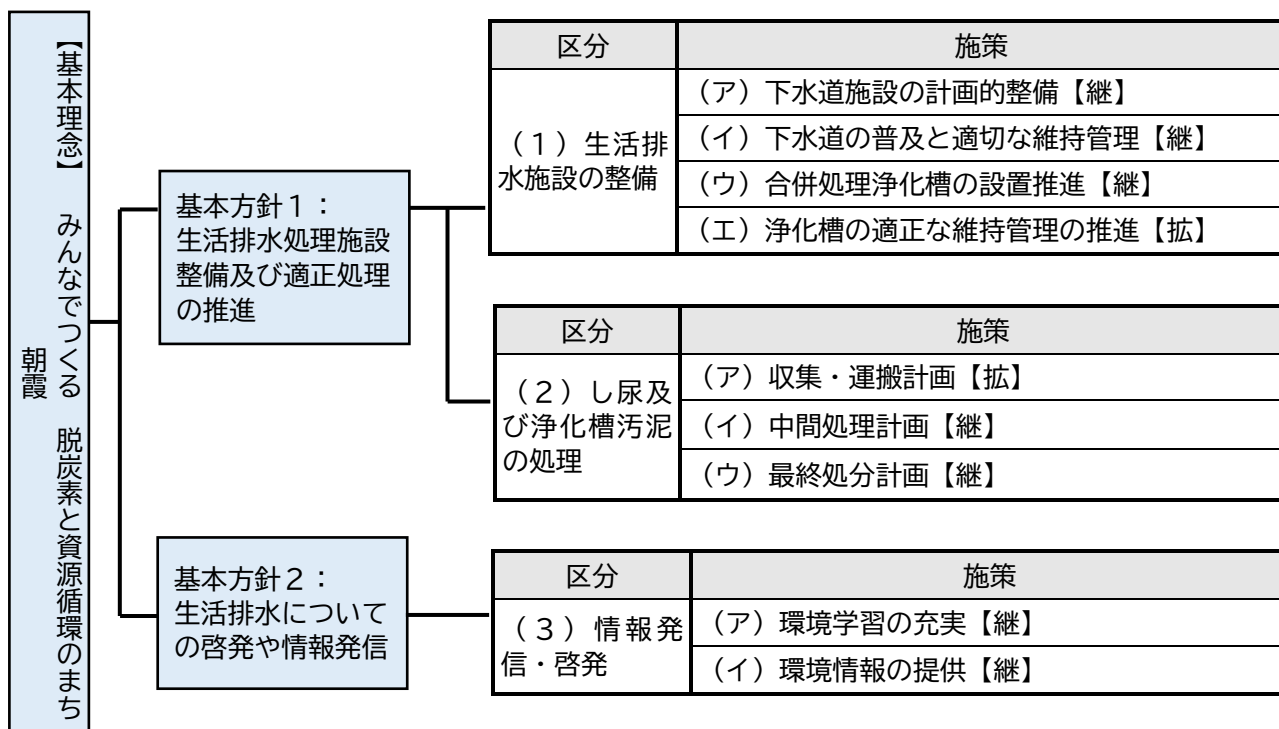 【基本理念】 みんなでつくる 脱炭素と資源循環のまち
朝霞
基本方針1:
生活排水処理施設
整備及び適正処理
の推進
区分 施策
(1)生活排
水施設の整備
(ア)下水道施設の計画的整備【継】
(イ)下水道の普及と適切な維持管理【継】
(ウ)合併処理浄化槽の設置推進【継】
(エ)浄化槽の適正な維持管理の推進【拡】
区分 施策
(2)し尿及
び浄化槽汚泥
の処理
(ア)収集・運搬計画【拡】
(イ)中間処理計画【継】
(ウ)最終処分計画【継】
基本方針2:
生活排水について
の啓発や情報発信
区分 施策
(3)情報発
信・啓発
(ア)環境学習の充実【継】
(イ)環境情報の提供【継】